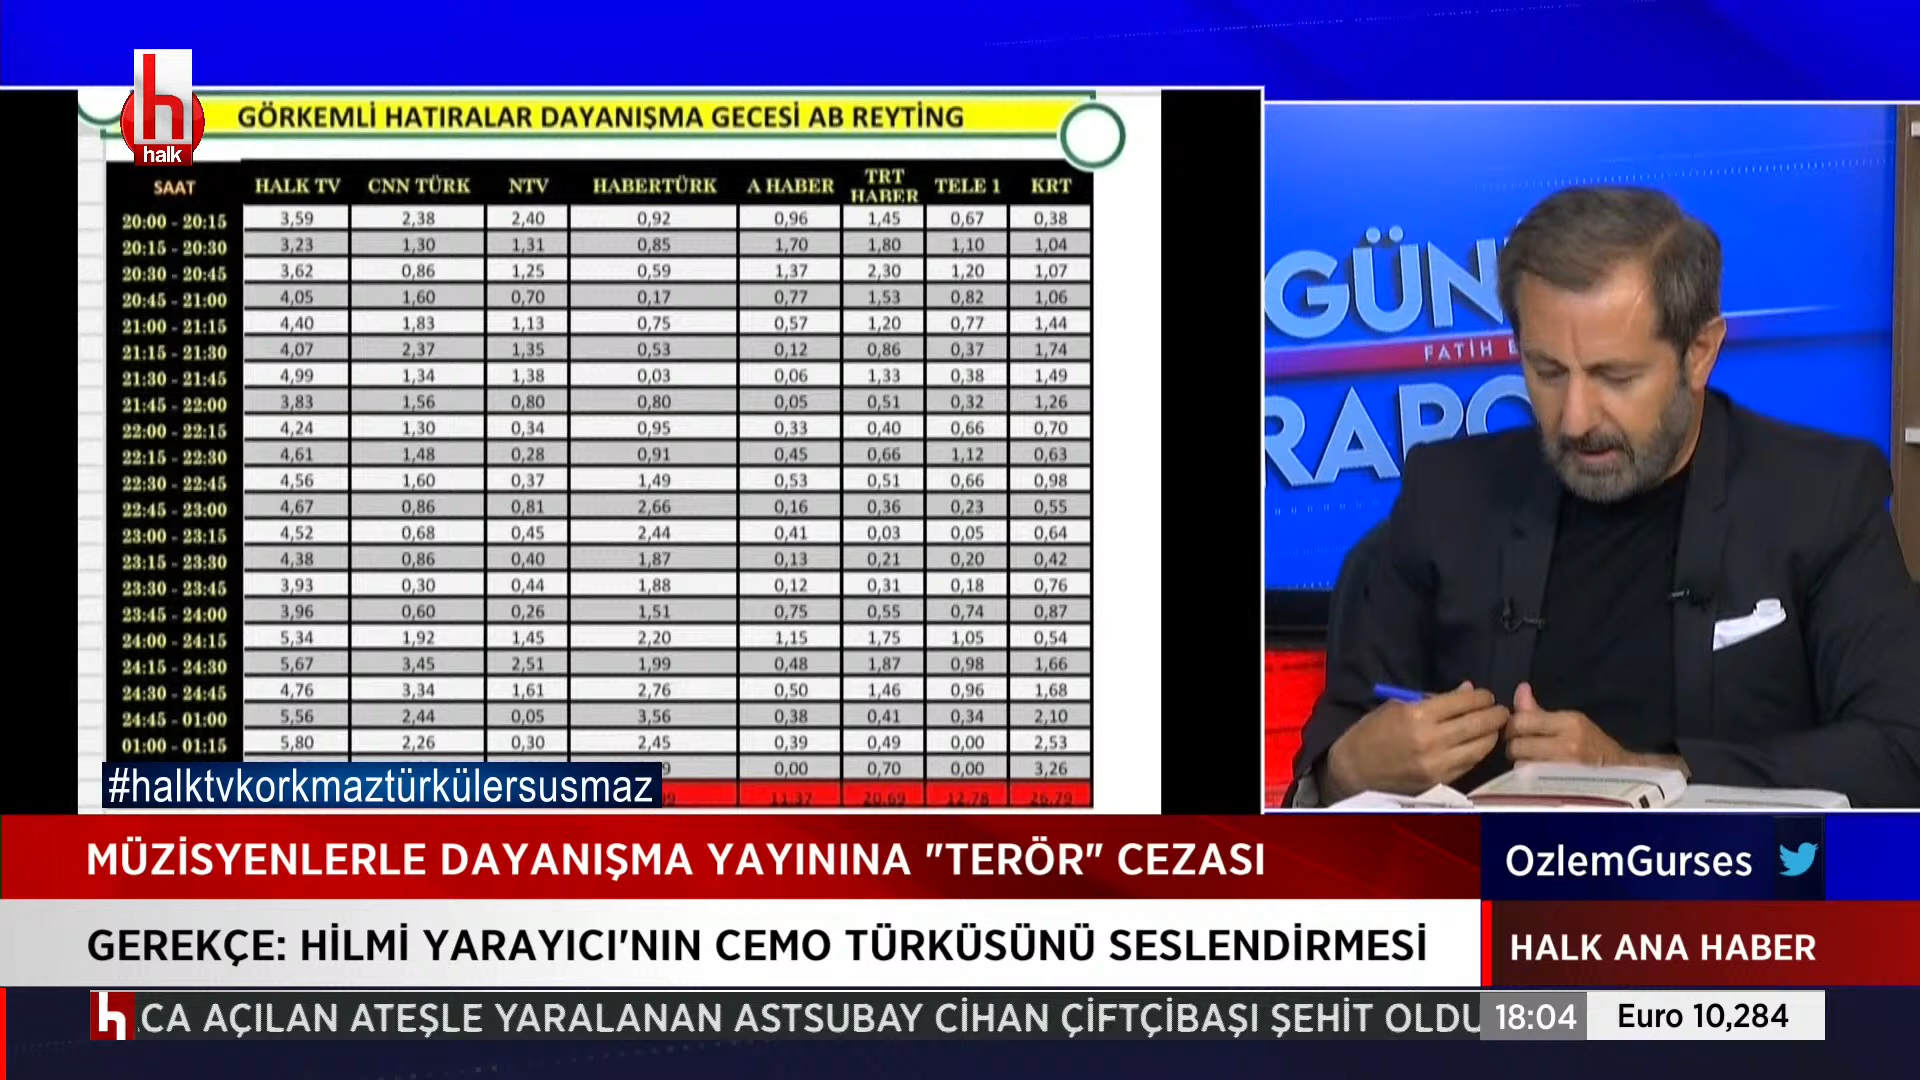 h
halk
GÖRKEMLİ HATIRALAR DAYANIŞMA GECESİ AB REYTİNG
SAAT HALK TV CNN TÜRK NTV HABERTÜRK A HABER TRT HABER TELE 1 KRT
20:00 - 20:15 3,59 2,38 2,40 0,92 0,96 1,45 0,67 0,38
20:15 - 20:30 3,23 1,30 1,31 0,85 1,70 1,80 1,10 1,04
20:30 - 20:45 3,62 0,86 1,25 0,59 1,37 2,30 1,20 1,07
20:45 - 21:00 4,05 1,60 0,70 0,17 0,77 1,53 0,82 1,06
21:00 - 21:15 4,40 1,83 1,13 0,75 0,57 1,20 0,77 1,44
21:15 - 21:30 4,07 2,37 1,35 0,53 0,12 0,86 0,37 1,74
21:30 - 21:45 4,99 1,34 1,38 0,03 0,06 1,33 0,38 1,49
21:45 - 22:00 3,83 1,56 0,80 0,80 0,05 0,51 0,32 1,26
22:00 - 22:15 4,24 1,30 0,34 0,95 0,33 0,40 0,66 0,70
22:15 - 22:30 4,61 1,48 0,28 0,91 0,45 0,66 1,12 0,63
22:30 - 22:45 4,56 1,60 0,37 1,49 0,53 0,51 0,66 0,98
22:45 - 23:00 4,67 0,86 0,81 2,66 0,16 0,36 0,23 0,55
23:00 - 23:15 4,52 0,68 0,45 2,44 0,41 0,03 0,05 0,64
23:15 - 23:30 4,38 0,86 0,40 1,87 0,13 0,21 0,20 0,42
23:30 - 23:45 3,93 0,30 0,44 1,88 0,12 0,31 0,18 0,76
23:45 - 24:00 3,96 0,60 0,26 1,51 0,75 0,55 0,74 0,87
24:00 - 24:15 5,34 1,92 1,45 2,20 1,15 1,75 1,05 0,54
24:15 - 24:30 5,67 3,45 2,51 1,99 0,48 1,87 0,98 1,66
24:30 - 24:45 4,76 3,34 1,61 2,76 0,50 1,46 0,96 1,68
24:45 - 01:00 5,56 2,44 0,05 3,56 0,38 0,41 0,34 2,10
01:00 - 01:15 5,80 2,26 0,30 2,45 0,39 0,49 0,00 2,53
9 0,00 0,70 0,00 3,26
11,37 20,69 12,78 26,79
#halktvkorkmaztürkülersusmaz
GÜN
FATİH
RAPO
MÜZİSYENLERLE DAYANIŞMA YAYININA "TERÖR" CEZASI
OzlemGurses
GEREKÇE: HİLMİ YARAYICI'NIN CEMO TÜRKÜSÜNÜ SESLENDİRMESİ
HALK ANA HABER
h
CA AÇILAN ATEŞLE YARALANAN ASTSUBAY CİHAN ÇİFTÇİBAŞI ŞEHİT OLDU
18:04
Euro 10,284